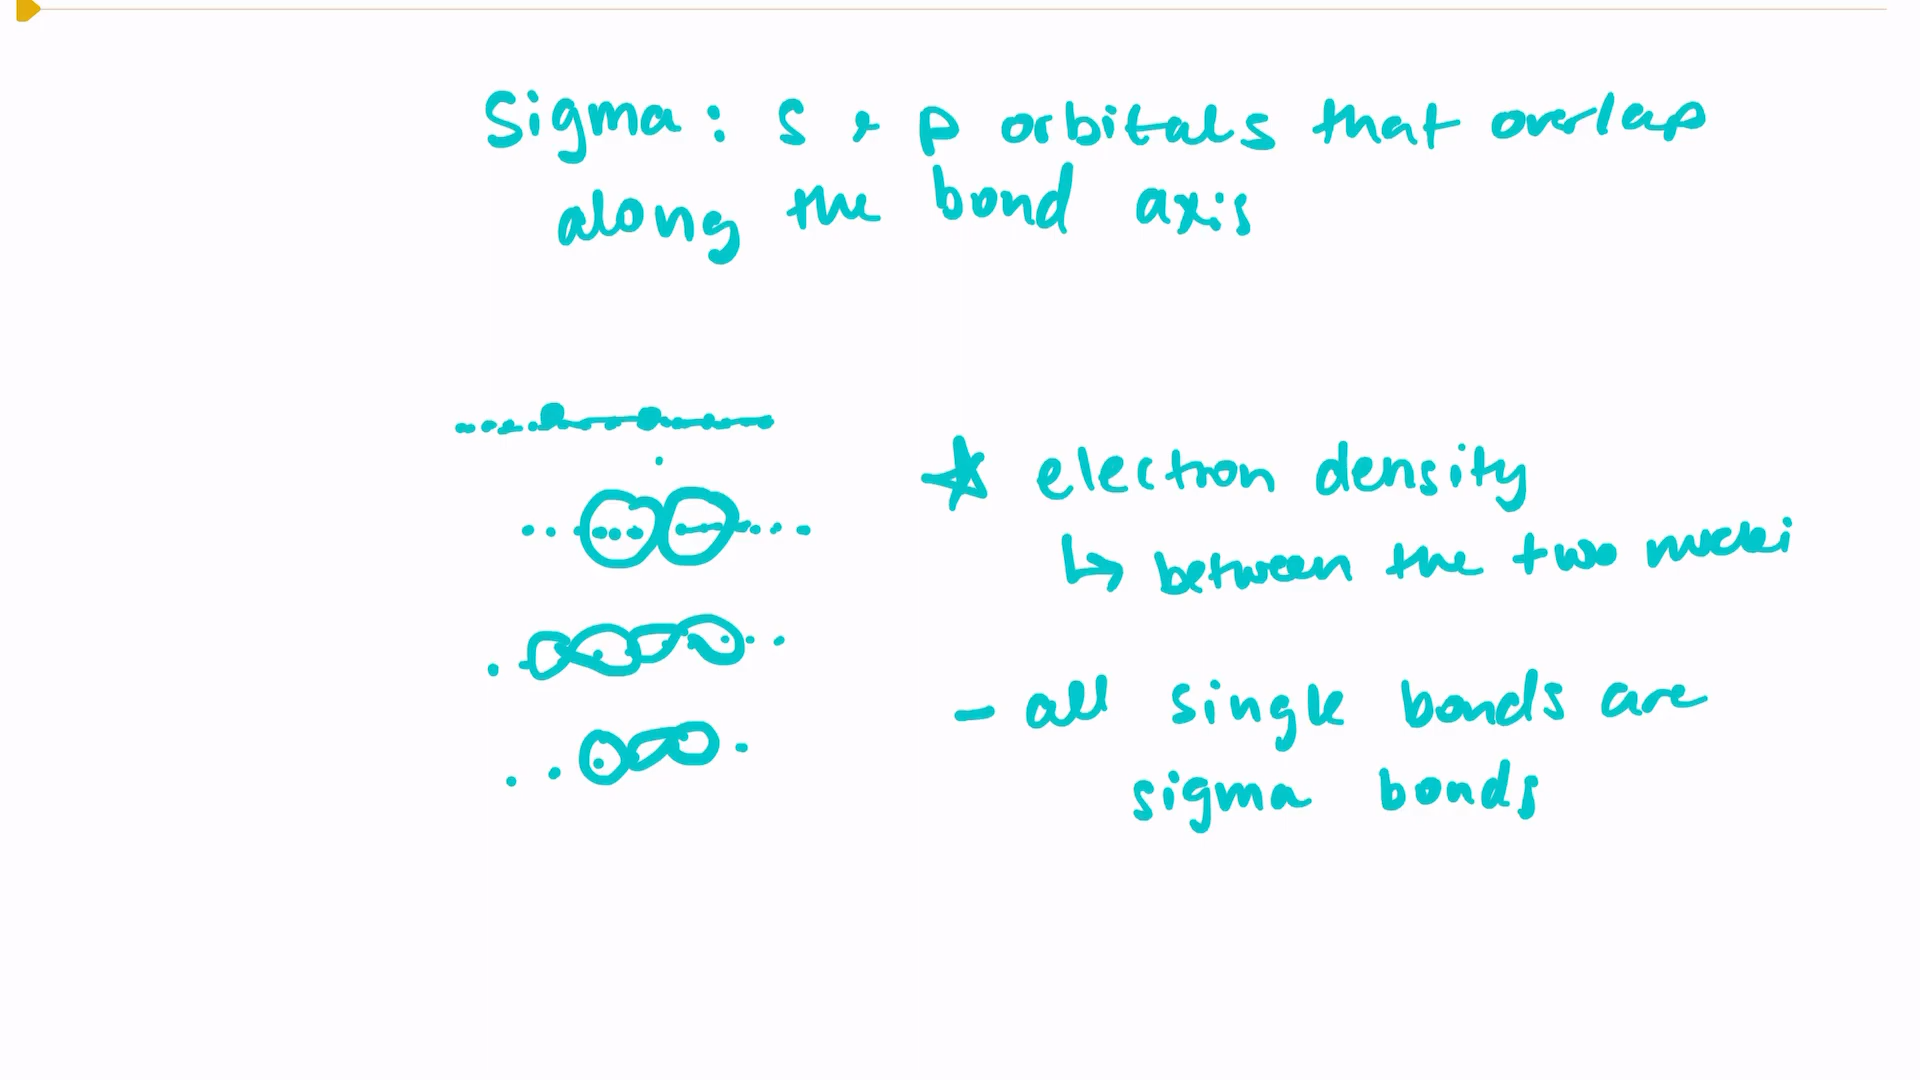 Sigma: s & p orbitals that overlap
along the bond axis
☆ electron density
↳ between the two nuclei
- all single bonds are
sigma bonds